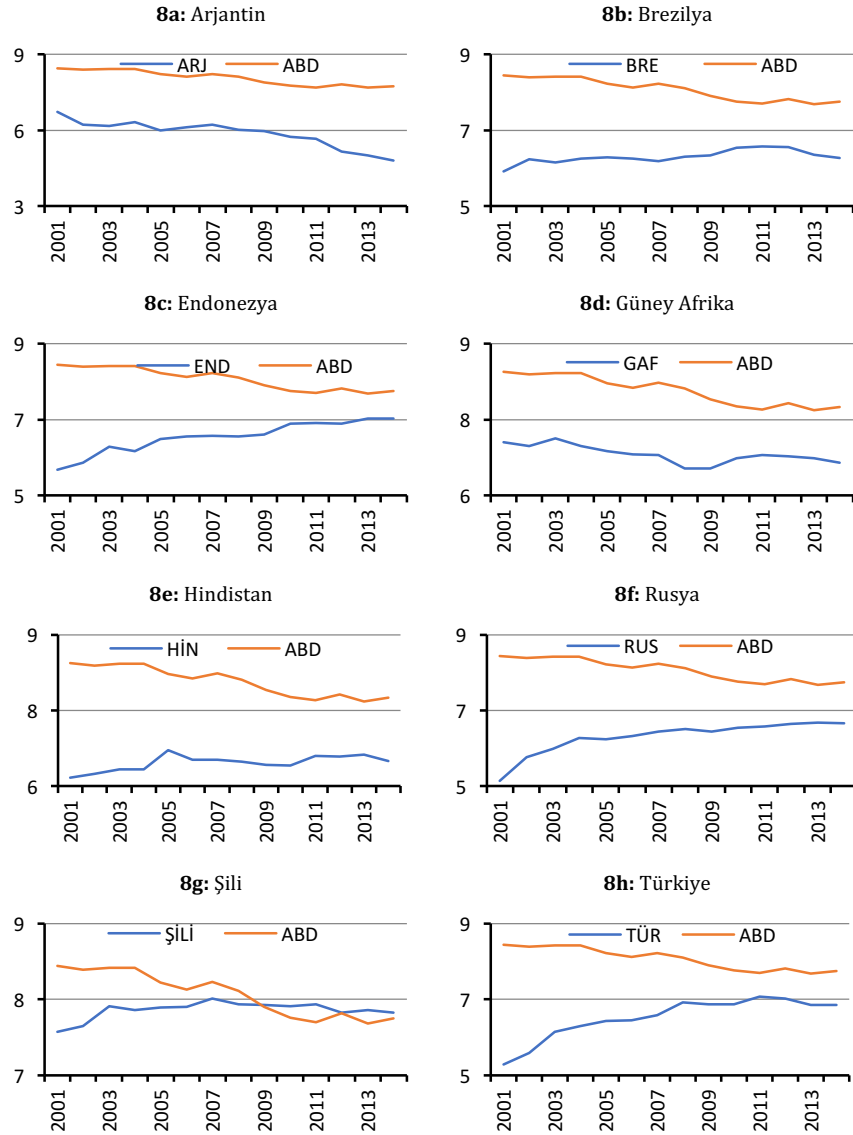 8a: Arjantin
9
6
3
ARJ ABD
2001 2003 2005 2007 2009 2011 2013
8b: Brezilya
9
7
5
BRE ABD
2001 2003 2005 2007 2009 2011 2013
8c: Endonezya
9
7
5
END ABD
2001 2003 2005 2007 2009 2011 2013
8d: Güney Afrika
9
8
6
GAF ABD
2001 2003 2005 2007 2009 2011 2013
8e: Hindistan
9
8
6
HİN ABD
2001 2003 2005 2007 2009 2011 2013
8f: Rusya
9
7
5
RUS ABD
2001 2003 2005 2007 2009 2011 2013
8g: Şili
9
8
7
ŞİLİ ABD
2001 2003 2005 2007 2009 2011 2013
8h: Türkiye
9
7
5
TÜR ABD
2001 2003 2005 2007 2009 2011 2013